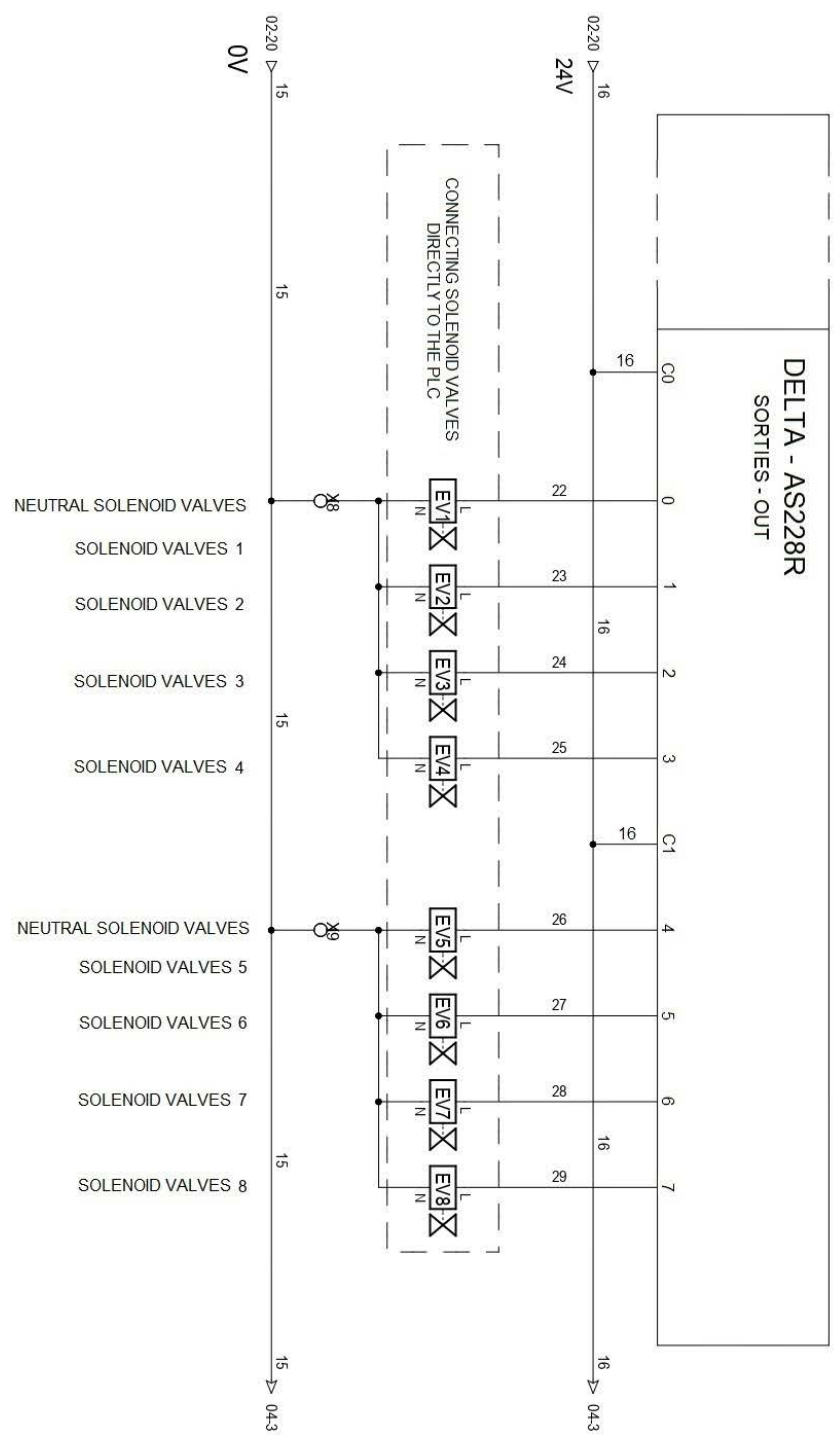 DELTA - AS228R
SORTIES - OUT
C0
0
1
2
3
C1
4
5
6
7
16
22
23
24
25
16
26
27
28
29
02-20
16
16
16
16
04-3
24V
CONNECTING SOLENOID VALVES
DIRECTLY TO THE PLC
L
L
L
L
L
L
L
L
EV1
EV2
EV3
EV4
EV5
EV6
EV7
EV8
N
N
N
N
N
N
N
N
X8
X9
02-20
15
15
15
15
15
04-3
0V
NEUTRAL SOLENOID VALVES
SOLENOID VALVES 1
SOLENOID VALVES 2
SOLENOID VALVES 3
SOLENOID VALVES 4
NEUTRAL SOLENOID VALVES
SOLENOID VALVES 5
SOLENOID VALVES 6
SOLENOID VALVES 7
SOLENOID VALVES 8